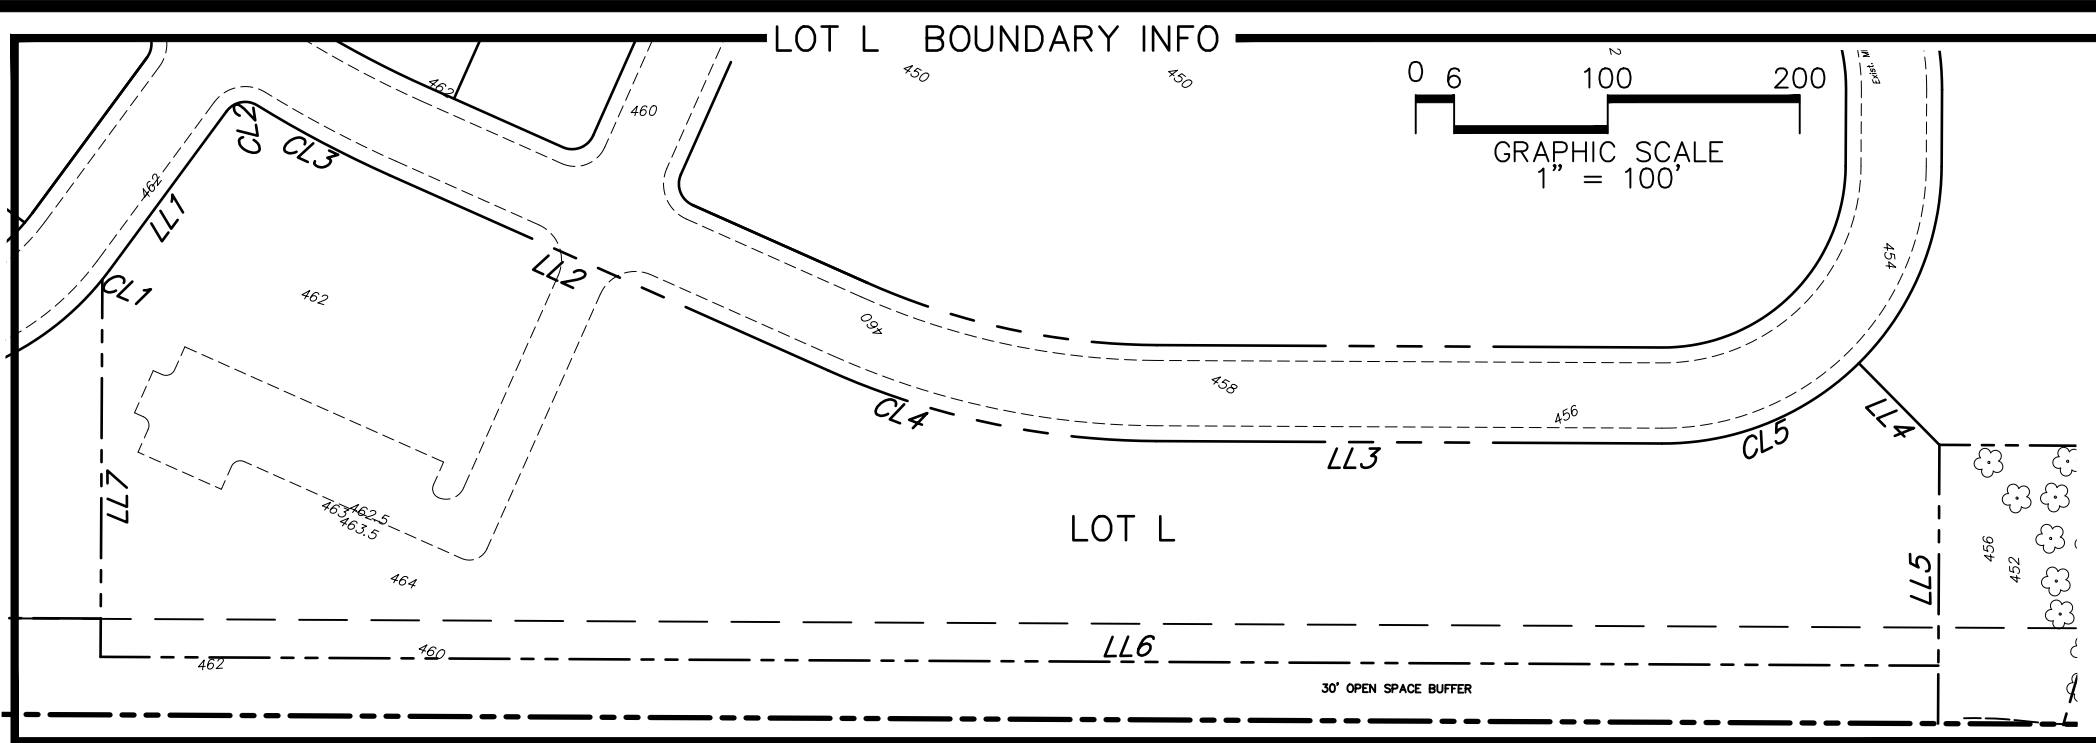 LOT L BOUNDARY INFO
450
450
2
Exist. M
0 6 100 200
GRAPHIC SCALE
1" = 100'
462
460
CL2
CL3
462
LL1
CL1
LL2
462
460
454
458
456
CL4
LL3
CL5
LL4
LL7
463
462.5
463.5
LOT L
464
LL5
456
452
LL6
462
460
30' OPEN SPACE BUFFER